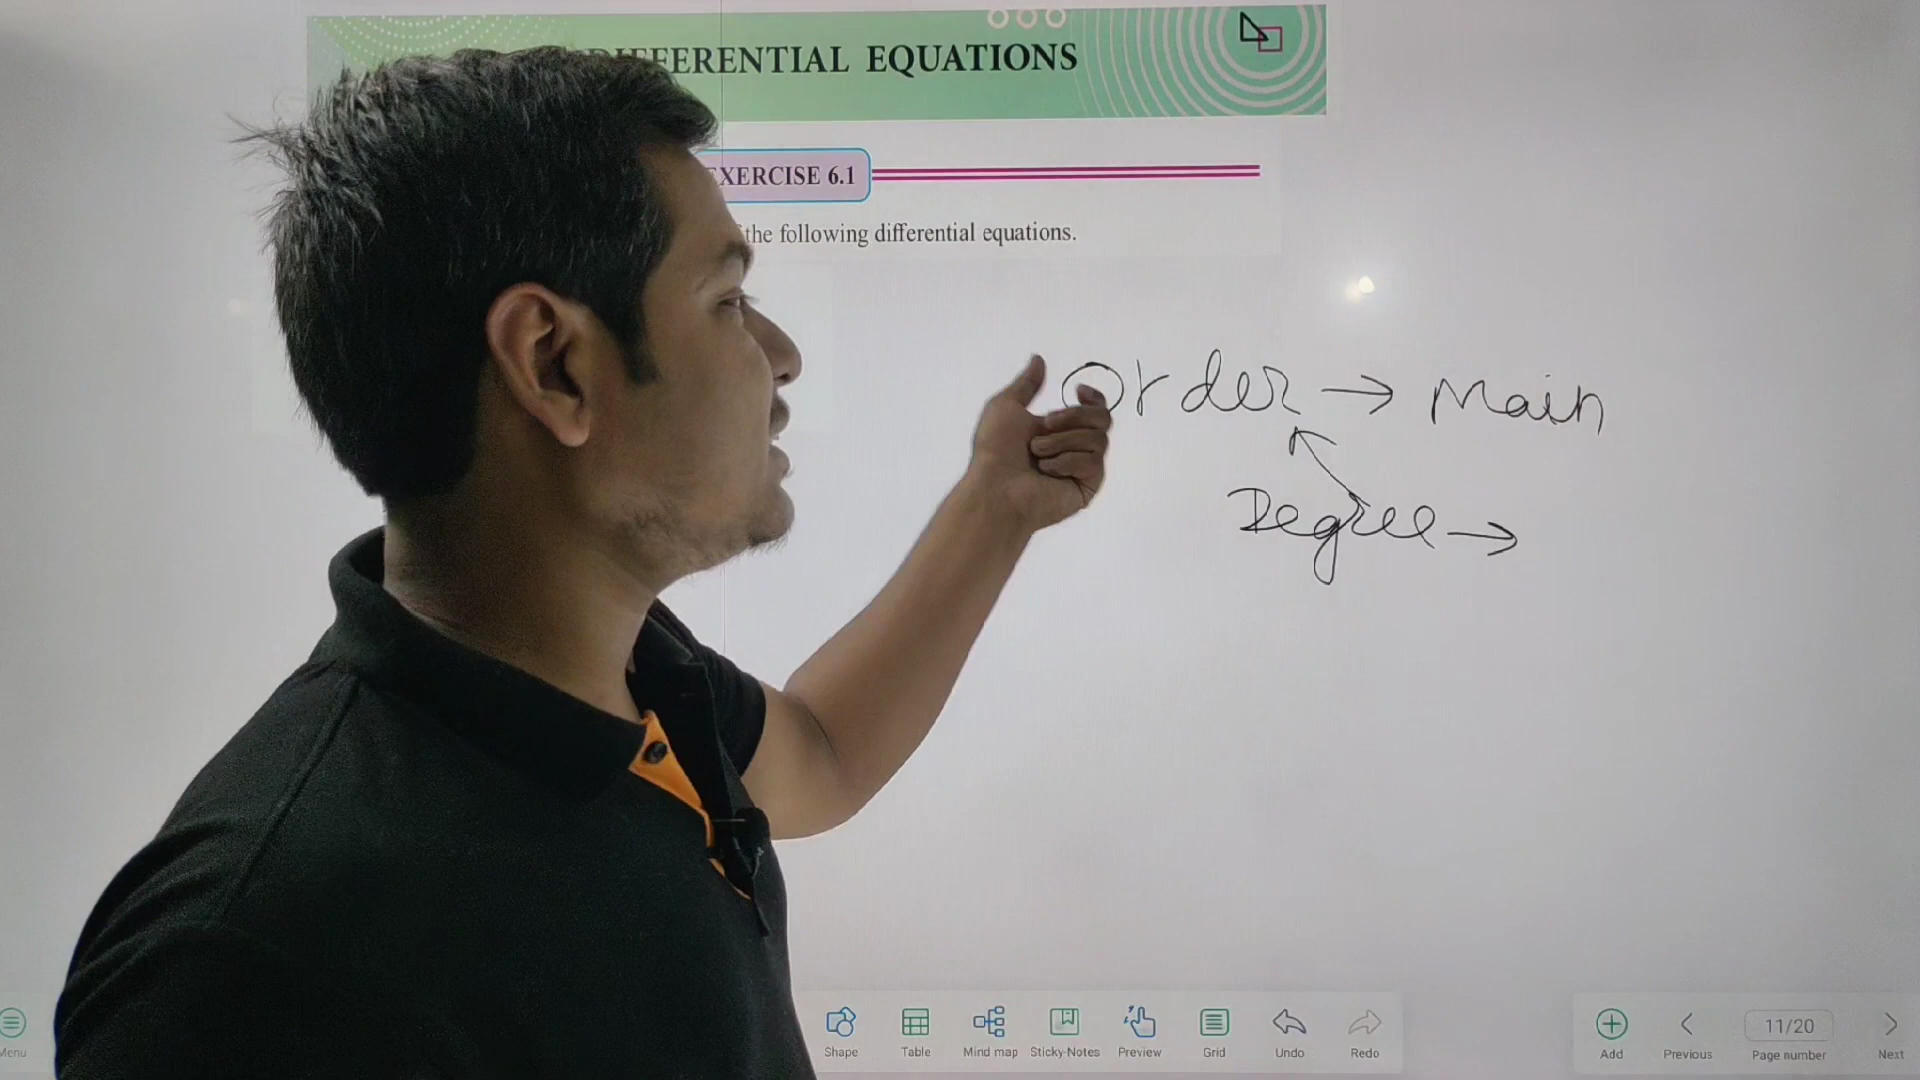 DIFFERENTIAL EQUATIONS
EXERCISE 6.1
the following differential equations.
Order → Main
Degree →
Menu
Shape
Table
Mind map
Sticky-Notes
Preview
Grid
Undo
Redo
Add
Previous
11/20
Page number
Next